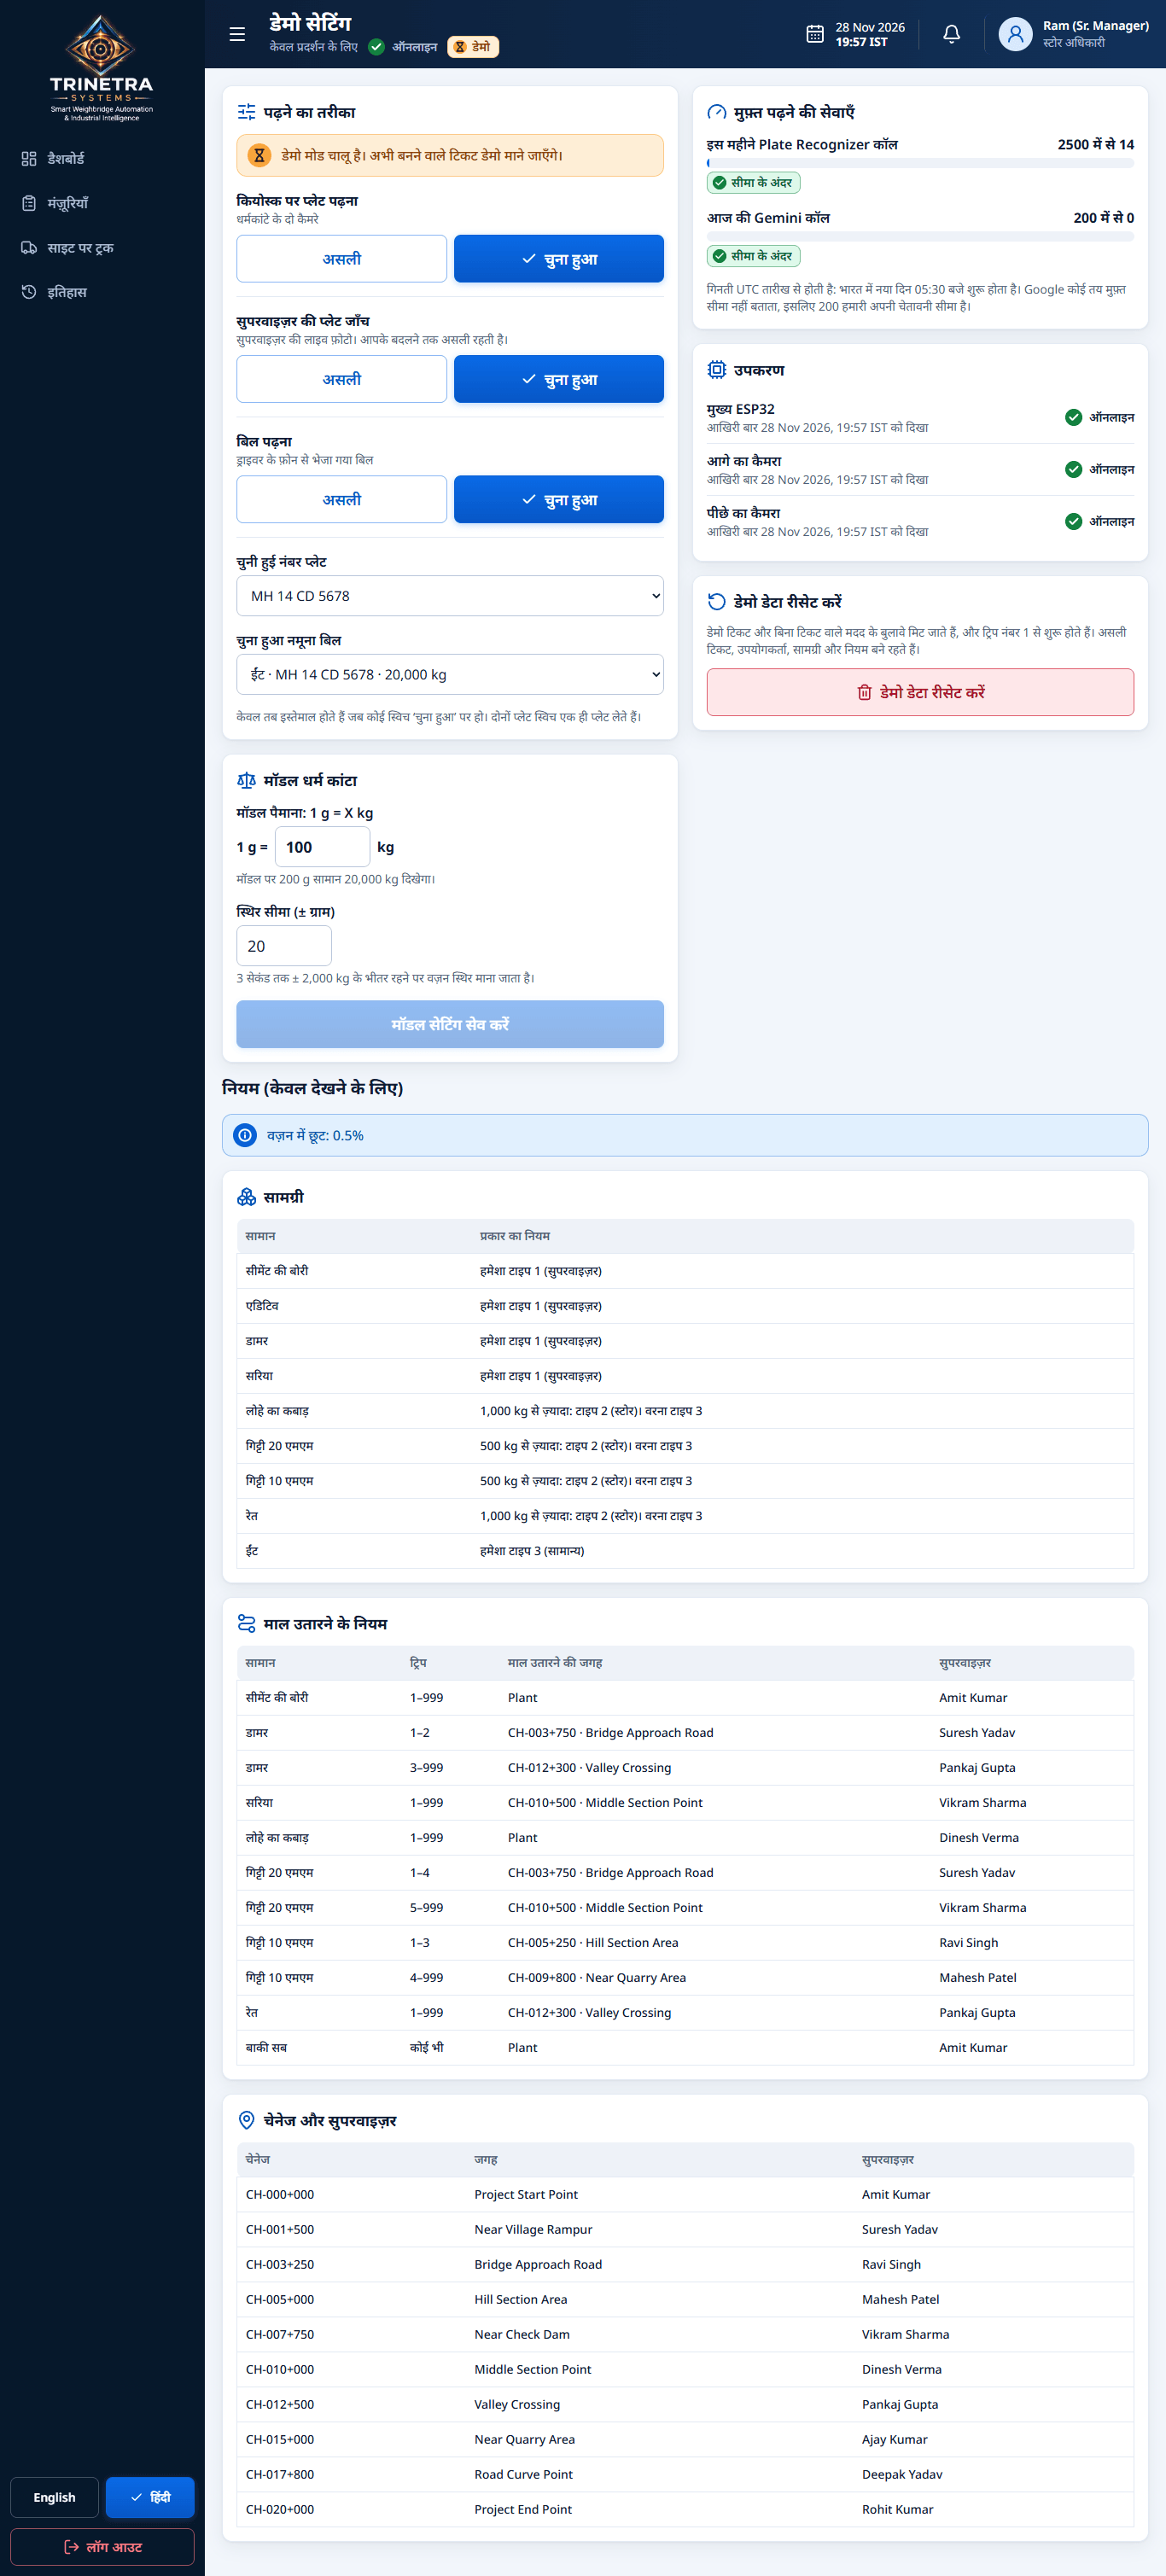 TRINETRA
SYSTEMS
Smart Weighbridge Automation
& Industrial Intelligence
डैशबोर्ड
मंज़ूरियाँ
साइट पर ट्रक
इतिहास
English
हिंदी
लॉग आउट
डेमो सेटिंग
केवल प्रदर्शन के लिए
ऑनलाइन
डेमो
28 Nov 2026
19:57 IST
Ram (Sr. Manager)
स्टोर अधिकारी
पढ़ने का तरीका
डेमो मोड चालू है। अभी बनने वाले टिकट डेमो माने जाएँगे।
कियोस्क पर प्लेट पढ़ना
धर्मकांटे के दो कैमरे
असली
चुना हुआ
सुपरवाइज़र की प्लेट जाँच
सुपरवाइज़र की लाइव फ़ोटो। आपके बदलने तक असली रहती है।
असली
चुना हुआ
बिल पढ़ना
ड्राइवर के फ़ोन से भेजा गया बिल
असली
चुना हुआ
चुनी हुई नंबर प्लेट
MH 14 CD 5678
चुना हुआ नमूना बिल
ईंट · MH 14 CD 5678 · 20,000 kg
केवल तब इस्तेमाल होते हैं जब कोई स्विच ‘चुना हुआ’ पर हो। दोनों प्लेट स्विच एक ही प्लेट लेते हैं।
मुफ़्त पढ़ने की सेवाएँ
इस महीने Plate Recognizer कॉल
2500 में से 14
सीमा के अंदर
आज की Gemini कॉल
200 में से 0
सीमा के अंदर
गिनती UTC तारीख से होती है: भारत में नया दिन 05:30 बजे शुरू होता है। Google कोई तय मुफ़्त
सीमा नहीं बताता, इसलिए 200 हमारी अपनी चेतावनी सीमा है।
उपकरण
मुख्य ESP32
आखिरी बार 28 Nov 2026, 19:57 IST को दिखा
ऑनलाइन
आगे का कैमरा
आखिरी बार 28 Nov 2026, 19:57 IST को दिखा
ऑनलाइन
पीछे का कैमरा
आखिरी बार 28 Nov 2026, 19:57 IST को दिखा
ऑनलाइन
डेमो डेटा रीसेट करें
डेमो टिकट और बिना टिकट वाले मदद के बुलावे मिट जाते हैं, और ट्रिप नंबर 1 से शुरू होते हैं। असली
टिकट, उपयोगकर्ता, सामग्री और नियम बने रहते हैं।
डेमो डेटा रीसेट करें
मॉडल धर्म कांटा
मॉडल पैमाना: 1 g = X kg
1 g =
100
kg
मॉडल पर 200 g सामान 20,000 kg दिखेगा।
स्थिर सीमा (± ग्राम)
20
3 सेकंड तक ± 2,000 kg के भीतर रहने पर वज़न स्थिर माना जाता है।
मॉडल सेटिंग सेव करें
नियम (केवल देखने के लिए)
वज़न में छूट: 0.5%
सामग्री
सामान
प्रकार का नियम
सीमेंट की बोरी
हमेशा टाइप 1 (सुपरवाइज़र)
एडिटिव
हमेशा टाइप 1 (सुपरवाइज़र)
डामर
हमेशा टाइप 1 (सुपरवाइज़र)
सरिया
हमेशा टाइप 1 (सुपरवाइज़र)
लोहे का कबाड़
1,000 kg से ज़्यादा: टाइप 2 (स्टोर)। वरना टाइप 3
गिट्टी 20 एमएम
500 kg से ज़्यादा: टाइप 2 (स्टोर)। वरना टाइप 3
गिट्टी 10 एमएम
500 kg से ज़्यादा: टाइप 2 (स्टोर)। वरना टाइप 3
रेत
1,000 kg से ज़्यादा: टाइप 2 (स्टोर)। वरना टाइप 3
ईंट
हमेशा टाइप 3 (सामान्य)
माल उतारने के नियम
सामान
ट्रिप
माल उतारने की जगह
सुपरवाइज़र
सीमेंट की बोरी
1–999
Plant
Amit Kumar
डामर
1–2
CH-003+750 · Bridge Approach Road
Suresh Yadav
डामर
3–999
CH-012+300 · Valley Crossing
Pankaj Gupta
सरिया
1–999
CH-010+500 · Middle Section Point
Vikram Sharma
लोहे का कबाड़
1–999
Plant
Dinesh Verma
गिट्टी 20 एमएम
1–4
CH-003+750 · Bridge Approach Road
Suresh Yadav
गिट्टी 20 एमएम
5–999
CH-010+500 · Middle Section Point
Vikram Sharma
गिट्टी 10 एमएम
1–3
CH-005+250 · Hill Section Area
Ravi Singh
गिट्टी 10 एमएम
4–999
CH-009+800 · Near Quarry Area
Mahesh Patel
रेत
1–999
CH-012+300 · Valley Crossing
Pankaj Gupta
बाकी सब
कोई भी
Plant
Amit Kumar
चेनेज और सुपरवाइज़र
चेनेज
जगह
सुपरवाइज़र
CH-000+000
Project Start Point
Amit Kumar
CH-001+500
Near Village Rampur
Suresh Yadav
CH-003+250
Bridge Approach Road
Ravi Singh
CH-005+000
Hill Section Area
Mahesh Patel
CH-007+750
Near Check Dam
Vikram Sharma
CH-010+000
Middle Section Point
Dinesh Verma
CH-012+500
Valley Crossing
Pankaj Gupta
CH-015+000
Near Quarry Area
Ajay Kumar
CH-017+800
Road Curve Point
Deepak Yadav
CH-020+000
Project End Point
Rohit Kumar